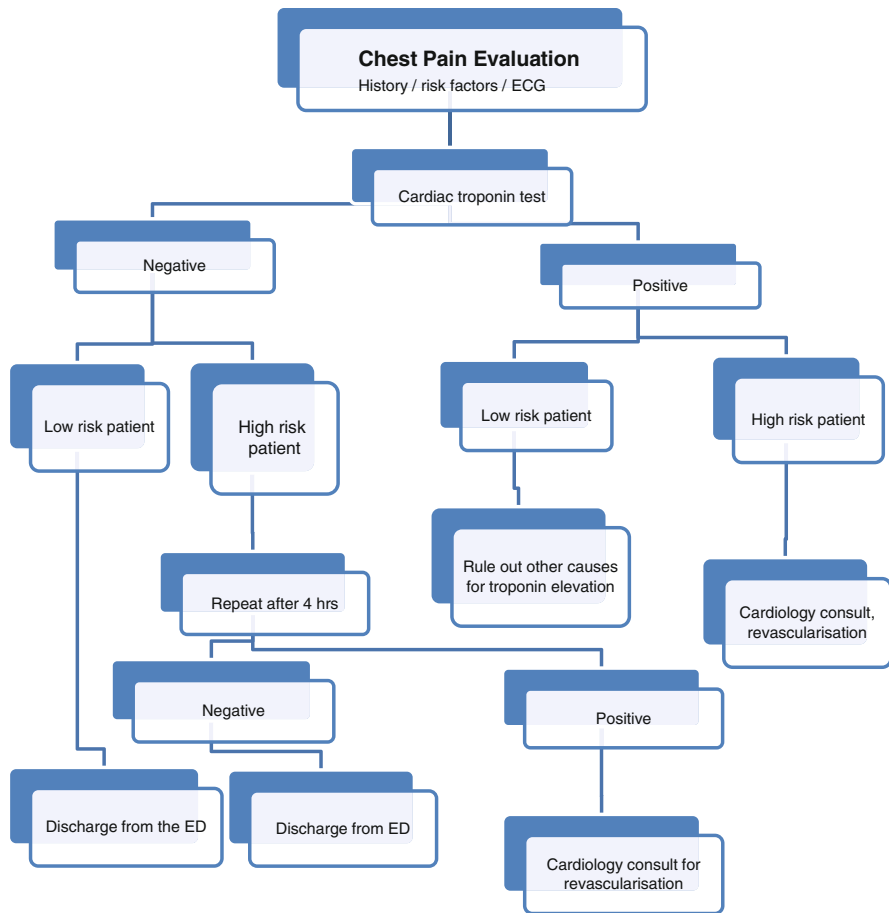 Chest Pain Evaluation
History / risk factors / ECG
Cardiac troponin test
Negative
Positive
Low risk patient
High risk
patient
Low risk patient
High risk patient
Repeat after 4 hrs
Rule out other causes
for troponin elevation
Cardiology consult,
revascularisation
Negative
Positive
Discharge from the ED
Discharge from ED
Cardiology consult for
revascularisation